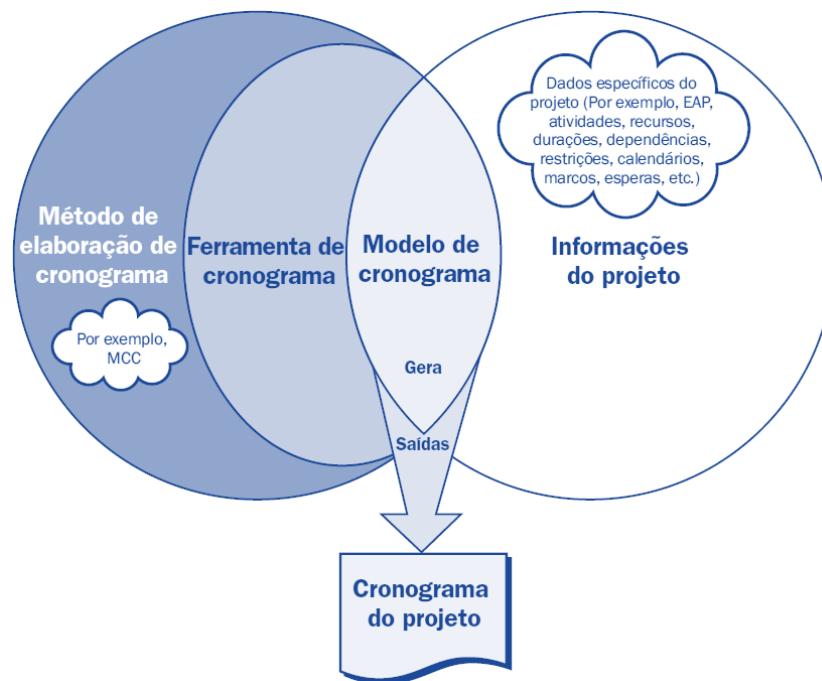 Método de
elaboração de
cronograma
Por exemplo,
MCC
Ferramenta de
cronograma
Modelo de
cronograma
Gera
Saídas
Dados específicos do
projeto (Por exemplo, EAP,
atividades, recursos,
durações, dependências,
restrições, calendários,
marcos, esperas, etc.)
Informações
do projeto
Cronograma
do projeto